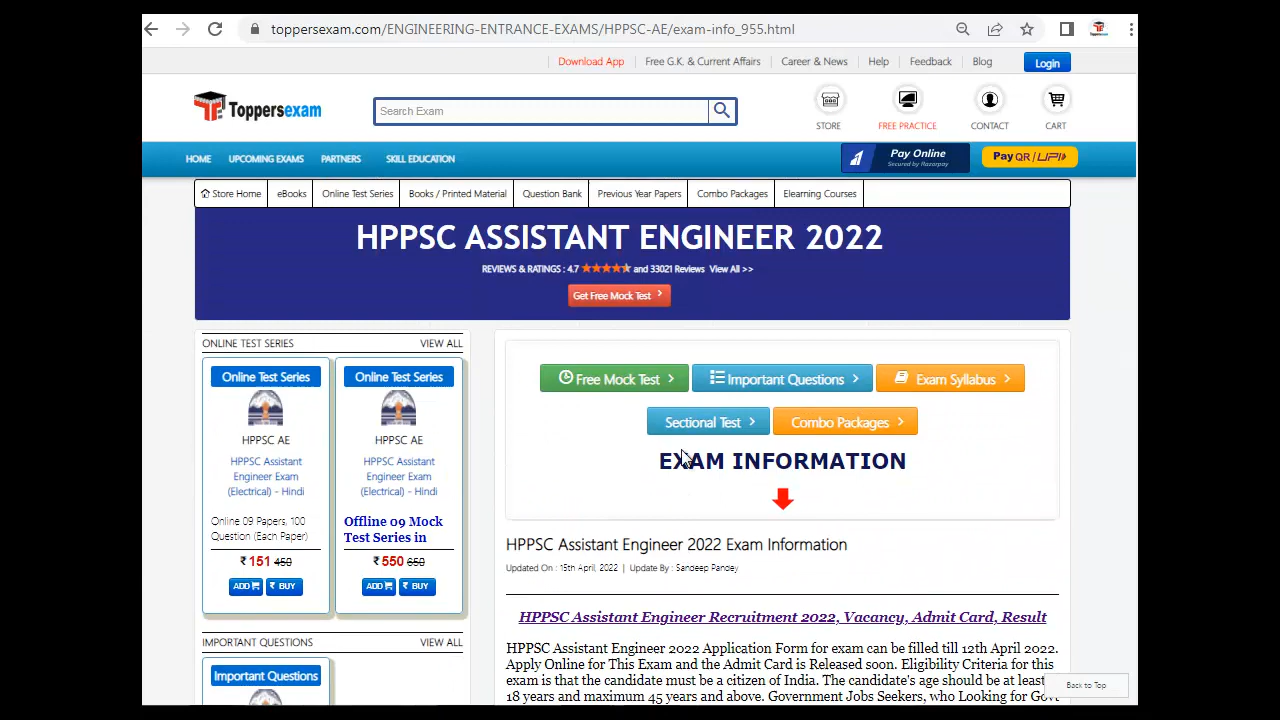 toppersexam.com/ENGINEERING-ENTRANCE-EXAMS/HPPSC-AE/exam-info_955.html
Download App Free G.K. & Current Affairs Career & News Help Feedback Blog Login
Toppersexam Search Exam
STORE FREE PRACTICE CONTACT CART
HOME UPCOMING EXAMS PARTNERS SKILL EDUCATION Pay Online Pay QR / UPI
Secured by Razorpay
Store Home eBooks Online Test Series Books / Printed Material Question Bank Previous Year Papers Combo Packages Elearning Courses
HPPSC ASSISTANT ENGINEER 2022
REVIEWS & RATINGS : 4.7 and 33021 Reviews View All >>
Get Free Mock Test
ONLINE TEST SERIES VIEW ALL
Online Test Series
HPPSC AE
HPPSC Assistant
Engineer Exam
(Electrical) - Hindi
Online 09 Papers, 100
Question (Each Paper)
₹ 151 450
ADD ₹ BUY
Online Test Series
HPPSC AE
HPPSC Assistant
Engineer Exam
(Electrical) - Hindi
Offline 09 Mock
Test Series in
₹ 550 650
ADD ₹ BUY
IMPORTANT QUESTIONS VIEW ALL
Important Questions
Free Mock Test Important Questions Exam Syllabus
Sectional Test Combo Packages
EXAM INFORMATION
HPPSC Assistant Engineer 2022 Exam Information
Updated On : 15th April, 2022 | Update By : Sandeep Pandey
HPPSC Assistant Engineer Recruitment 2022, Vacancy, Admit Card, Result
HPPSC Assistant Engineer 2022 Application Form for exam can be filled till 12th April 2022.
Apply Online for This Exam and the Admit Card is Released soon. Eligibility Criteria for this
exam is that the candidate must be a citizen of India. The candidate's age should be at least
18 years and maximum 45 years and above. Government Jobs Seekers, who Looking for Govt
Back to Top